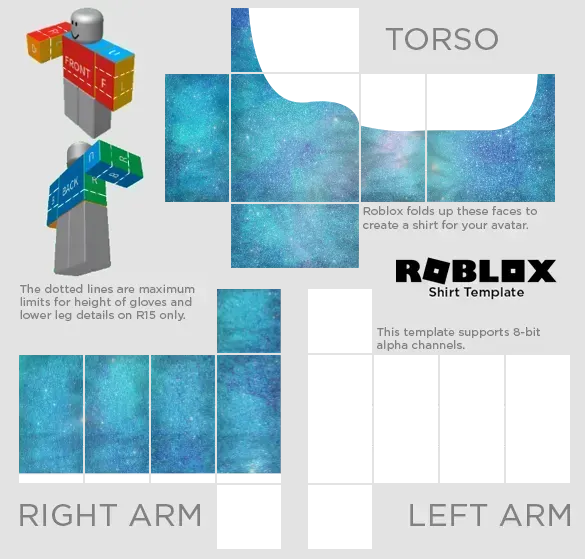 TORSO
FRONT
F
L
U
BACK
R
B
Roblox folds up these faces to
create a shirt for your avatar.
ROBLOX
Shirt Template
The dotted lines are maximum
limits for height of gloves and
lower leg details on R15 only.
This template supports 8-bit
alpha channels.
RIGHT ARM
LEFT ARM